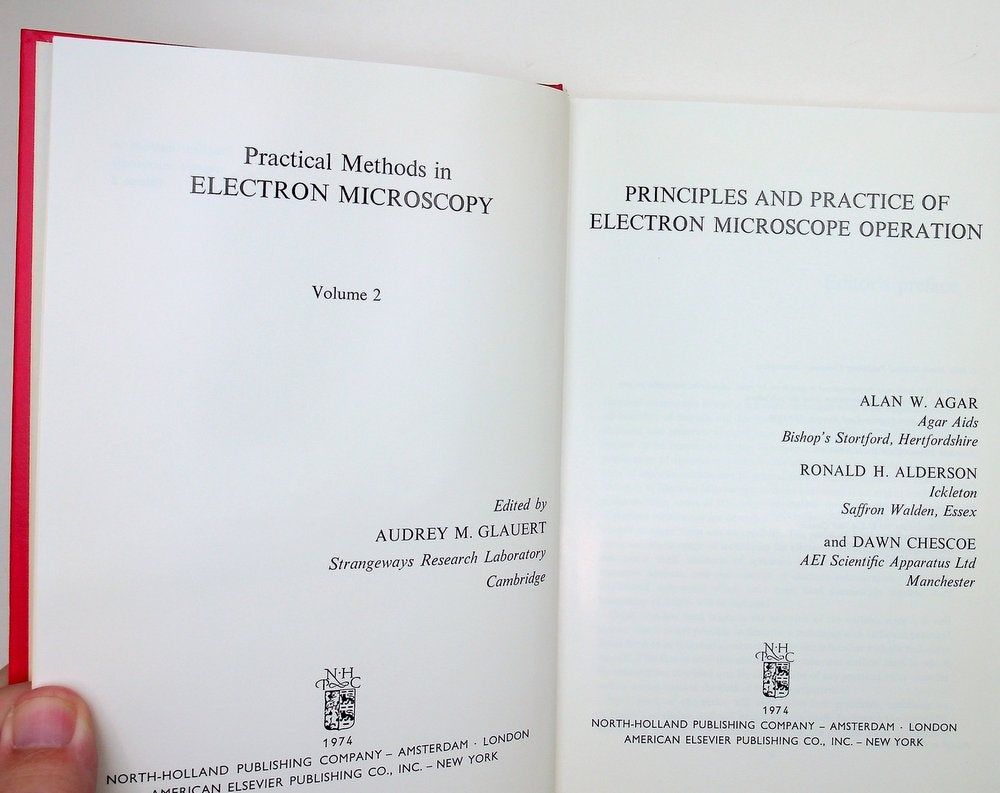 Practical Methods in
ELECTRON MICROSCOPY
Volume 2
Edited by
AUDREY M. GLAUERT
Strangeways Research Laboratory
Cambridge
N·H
P C
1974
NORTH-HOLLAND PUBLISHING COMPANY – AMSTERDAM · LONDON
AMERICAN ELSEVIER PUBLISHING CO., INC. – NEW YORK
PRINCIPLES AND PRACTICE OF
ELECTRON MICROSCOPE OPERATION
ALAN W. AGAR
Agar Aids
Bishop's Stortford, Hertfordshire
RONALD H. ALDERSON
Ickleton
Saffron Walden, Essex
and DAWN CHESCOE
AEI Scientific Apparatus Ltd
Manchester
N·H
P C
1974
NORTH-HOLLAND PUBLISHING COMPANY – AMSTERDAM · LONDON
AMERICAN ELSEVIER PUBLISHING CO., INC. – NEW YORK